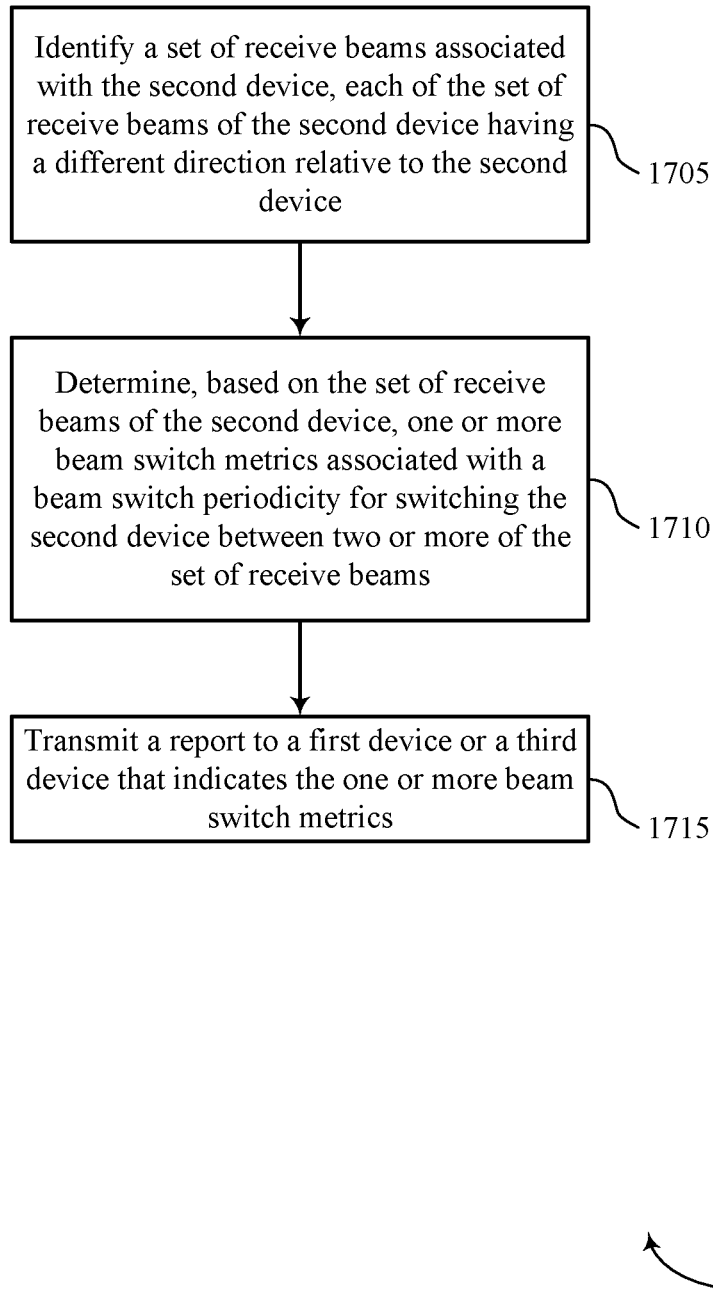 Identify a set of receive beams associated
with the second device, each of the set of
receive beams of the second device having
a different direction relative to the second
device
1705
Determine, based on the set of receive
beams of the second device, one or more
beam switch metrics associated with a
beam switch periodicity for switching the
second device between two or more of the
set of receive beams
1710
Transmit a report to a first device or a third
device that indicates the one or more beam
switch metrics
1715